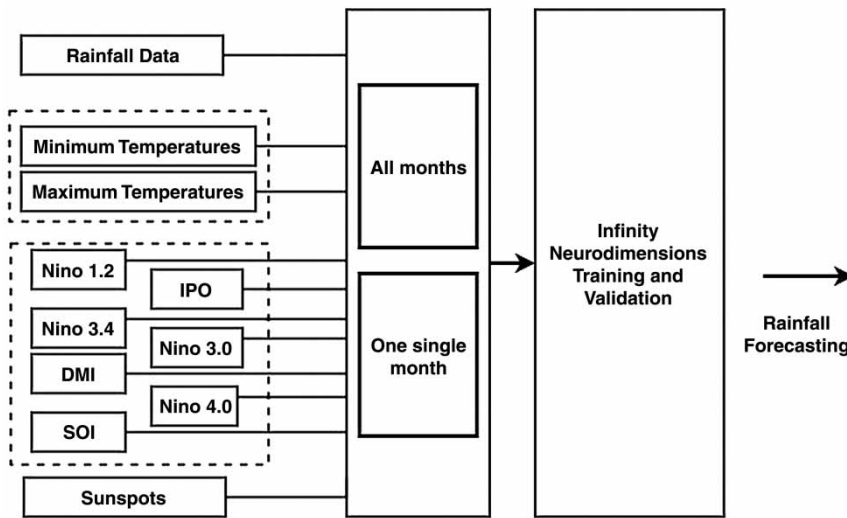 Rainfall Data
Minimum Temperatures
Maximum Temperatures
Nino 1.2
IPO
Nino 3.4
Nino 3.0
DMI
Nino 4.0
SOI
Sunspots
All months
One single
month
Infinity
Neurodimensions
Training and
Validation
Rainfall
Forecasting